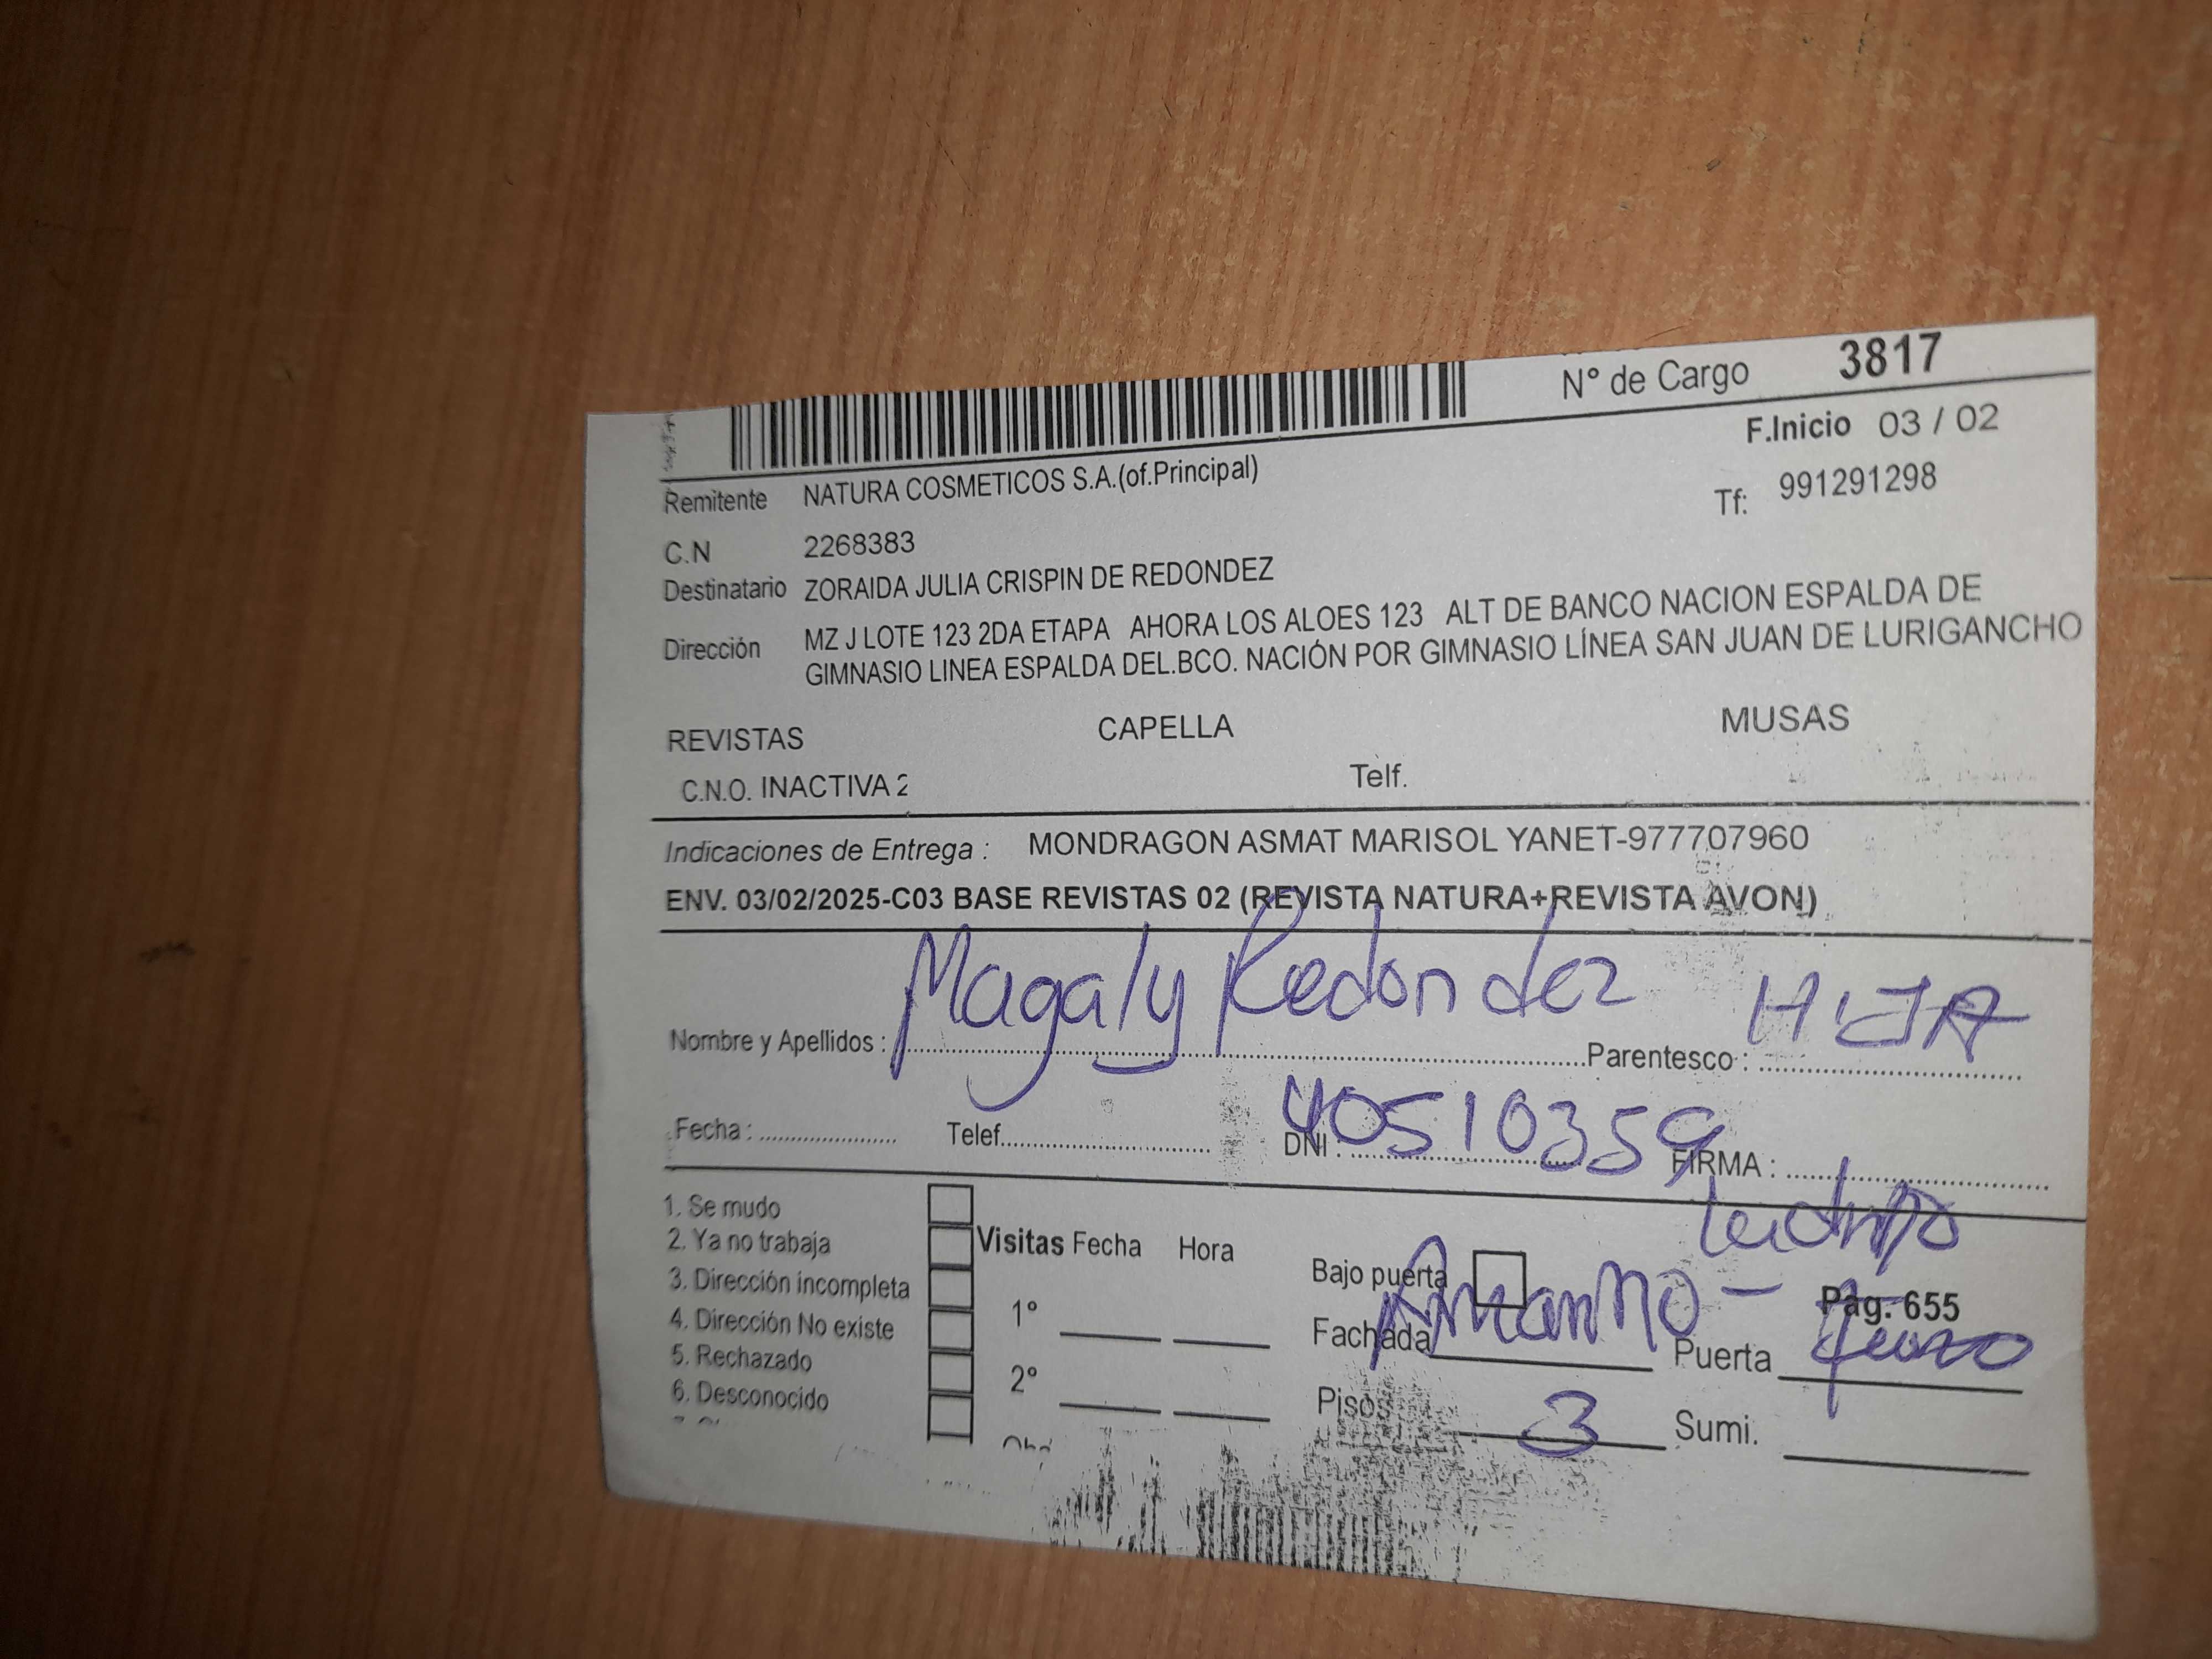 N° de Cargo 3817
F.Inicio 03 / 02
Remitente NATURA COSMETICOS S.A.(of.Principal)
Tf: 991291298
C.N 2268383
Destinatario ZORAIDA JULIA CRISPIN DE REDONDEZ
Dirección MZ J LOTE 123 2DA ETAPA AHORA LOS ALOES 123 ALT DE BANCO NACION ESPALDA DE
GIMNASIO LINEA ESPALDA DEL.BCO. NACIÓN POR GIMNASIO LÍNEA SAN JUAN DE LURIGANCHO
REVISTAS CAPELLA MUSAS
C.N.O. INACTIVA 2 Telf.
Indicaciones de Entrega : MONDRAGON ASMAT MARISOL YANET-977707960
ENV. 03/02/2025-C03 BASE REVISTAS 02 (REVISTA NATURA+REVISTA AVON)
Nombre y Apellidos : Magaly Redondez Parentesco : HIJA
Fecha : Telef. DNI : 40510359 FIRMA :
1. Se mudo
2. Ya no trabaja
3. Dirección incompleta
4. Dirección No existe
5. Rechazado
6. Desconocido
Visitas Fecha Hora
1°
2°
Bajo puerta
Pag. 655
Fachada Puerta
Pisos 3 Sumi.